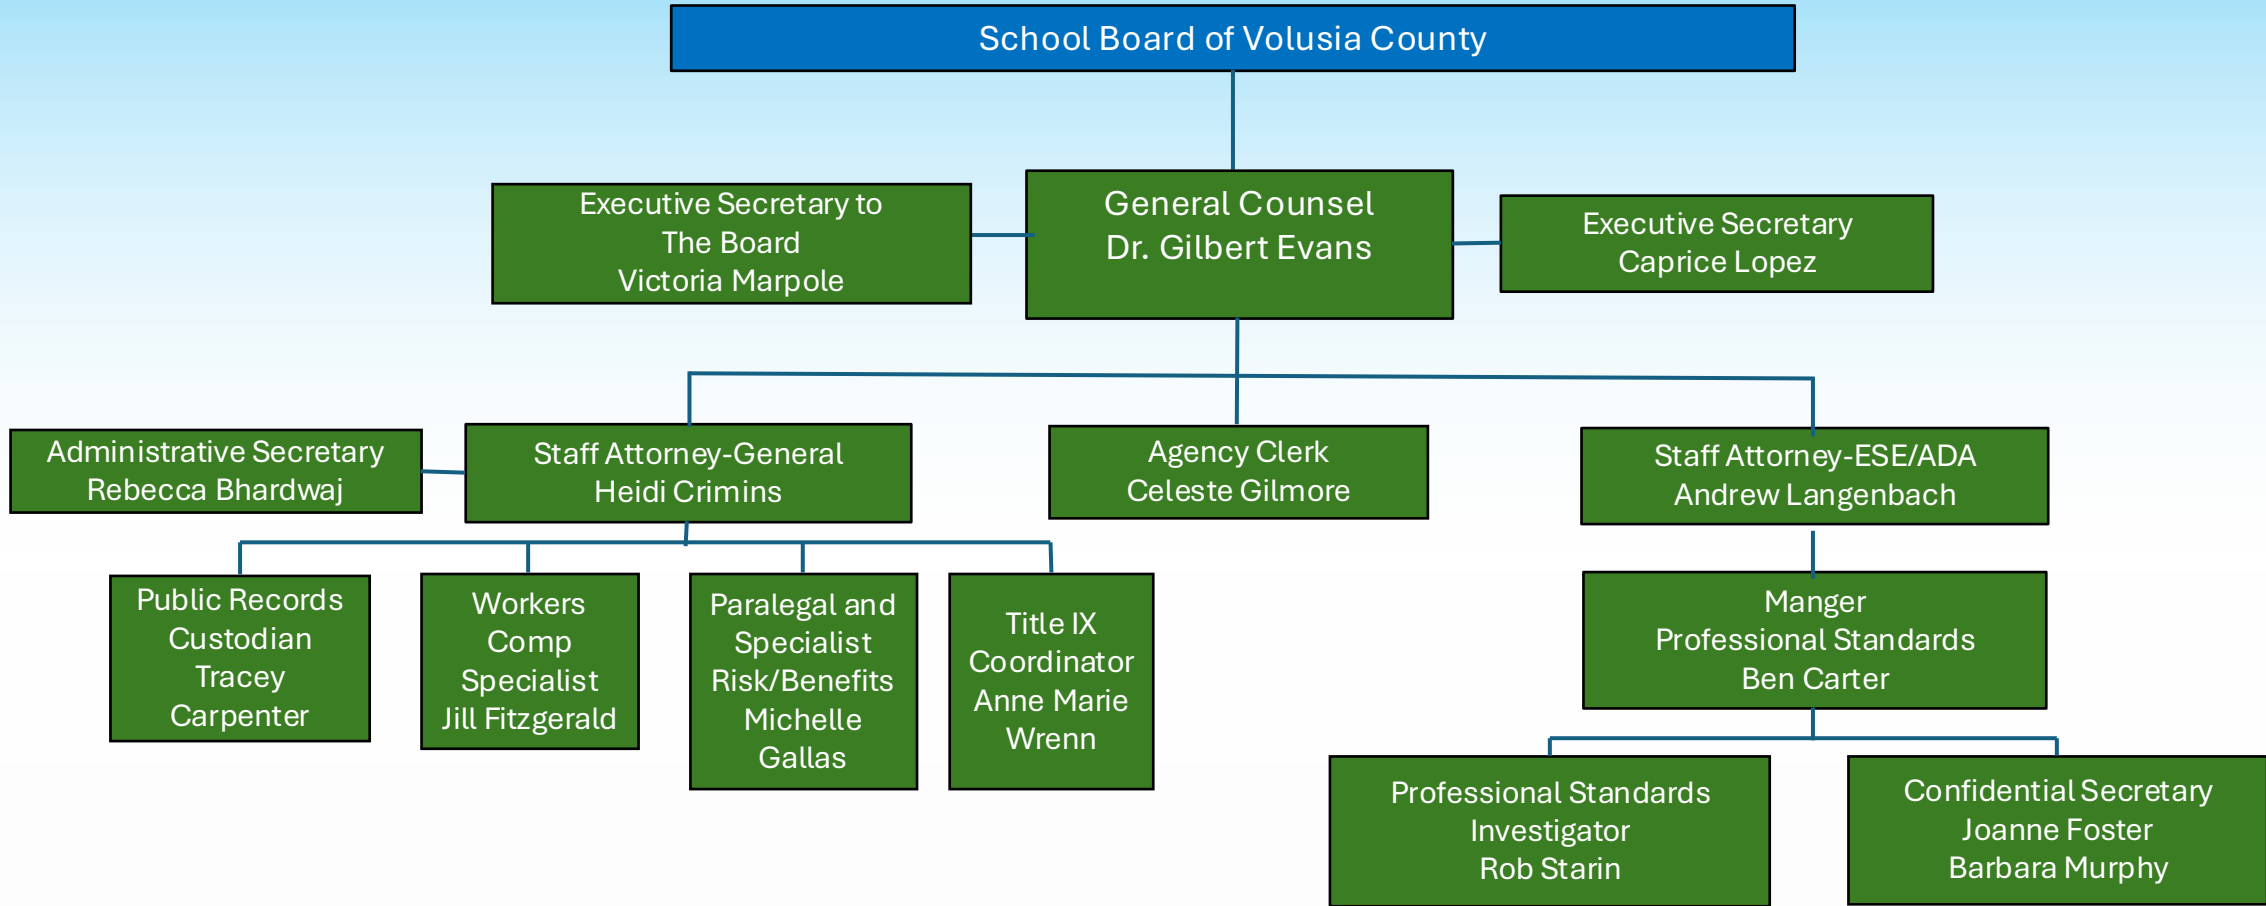 School Board of Volusia County
Executive Secretary to
The Board
Victoria Marpole
General Counsel
Dr. Gilbert Evans
Executive Secretary
Caprice Lopez
Administrative Secretary
Rebecca Bhardwaj
Staff Attorney-General
Heidi Crimins
Agency Clerk
Celeste Gilmore
Staff Attorney-ESE/ADA
Andrew Langenbach
Public Records
Custodian
Tracey
Carpenter
Workers
Comp
Specialist
Jill Fitzgerald
Paralegal and
Specialist
Risk/Benefits
Michelle
Gallas
Title IX
Coordinator
Anne Marie
Wrenn
Manger
Professional Standards
Ben Carter
Professional Standards
Investigator
Rob Starin
Confidential Secretary
Joanne Foster
Barbara Murphy